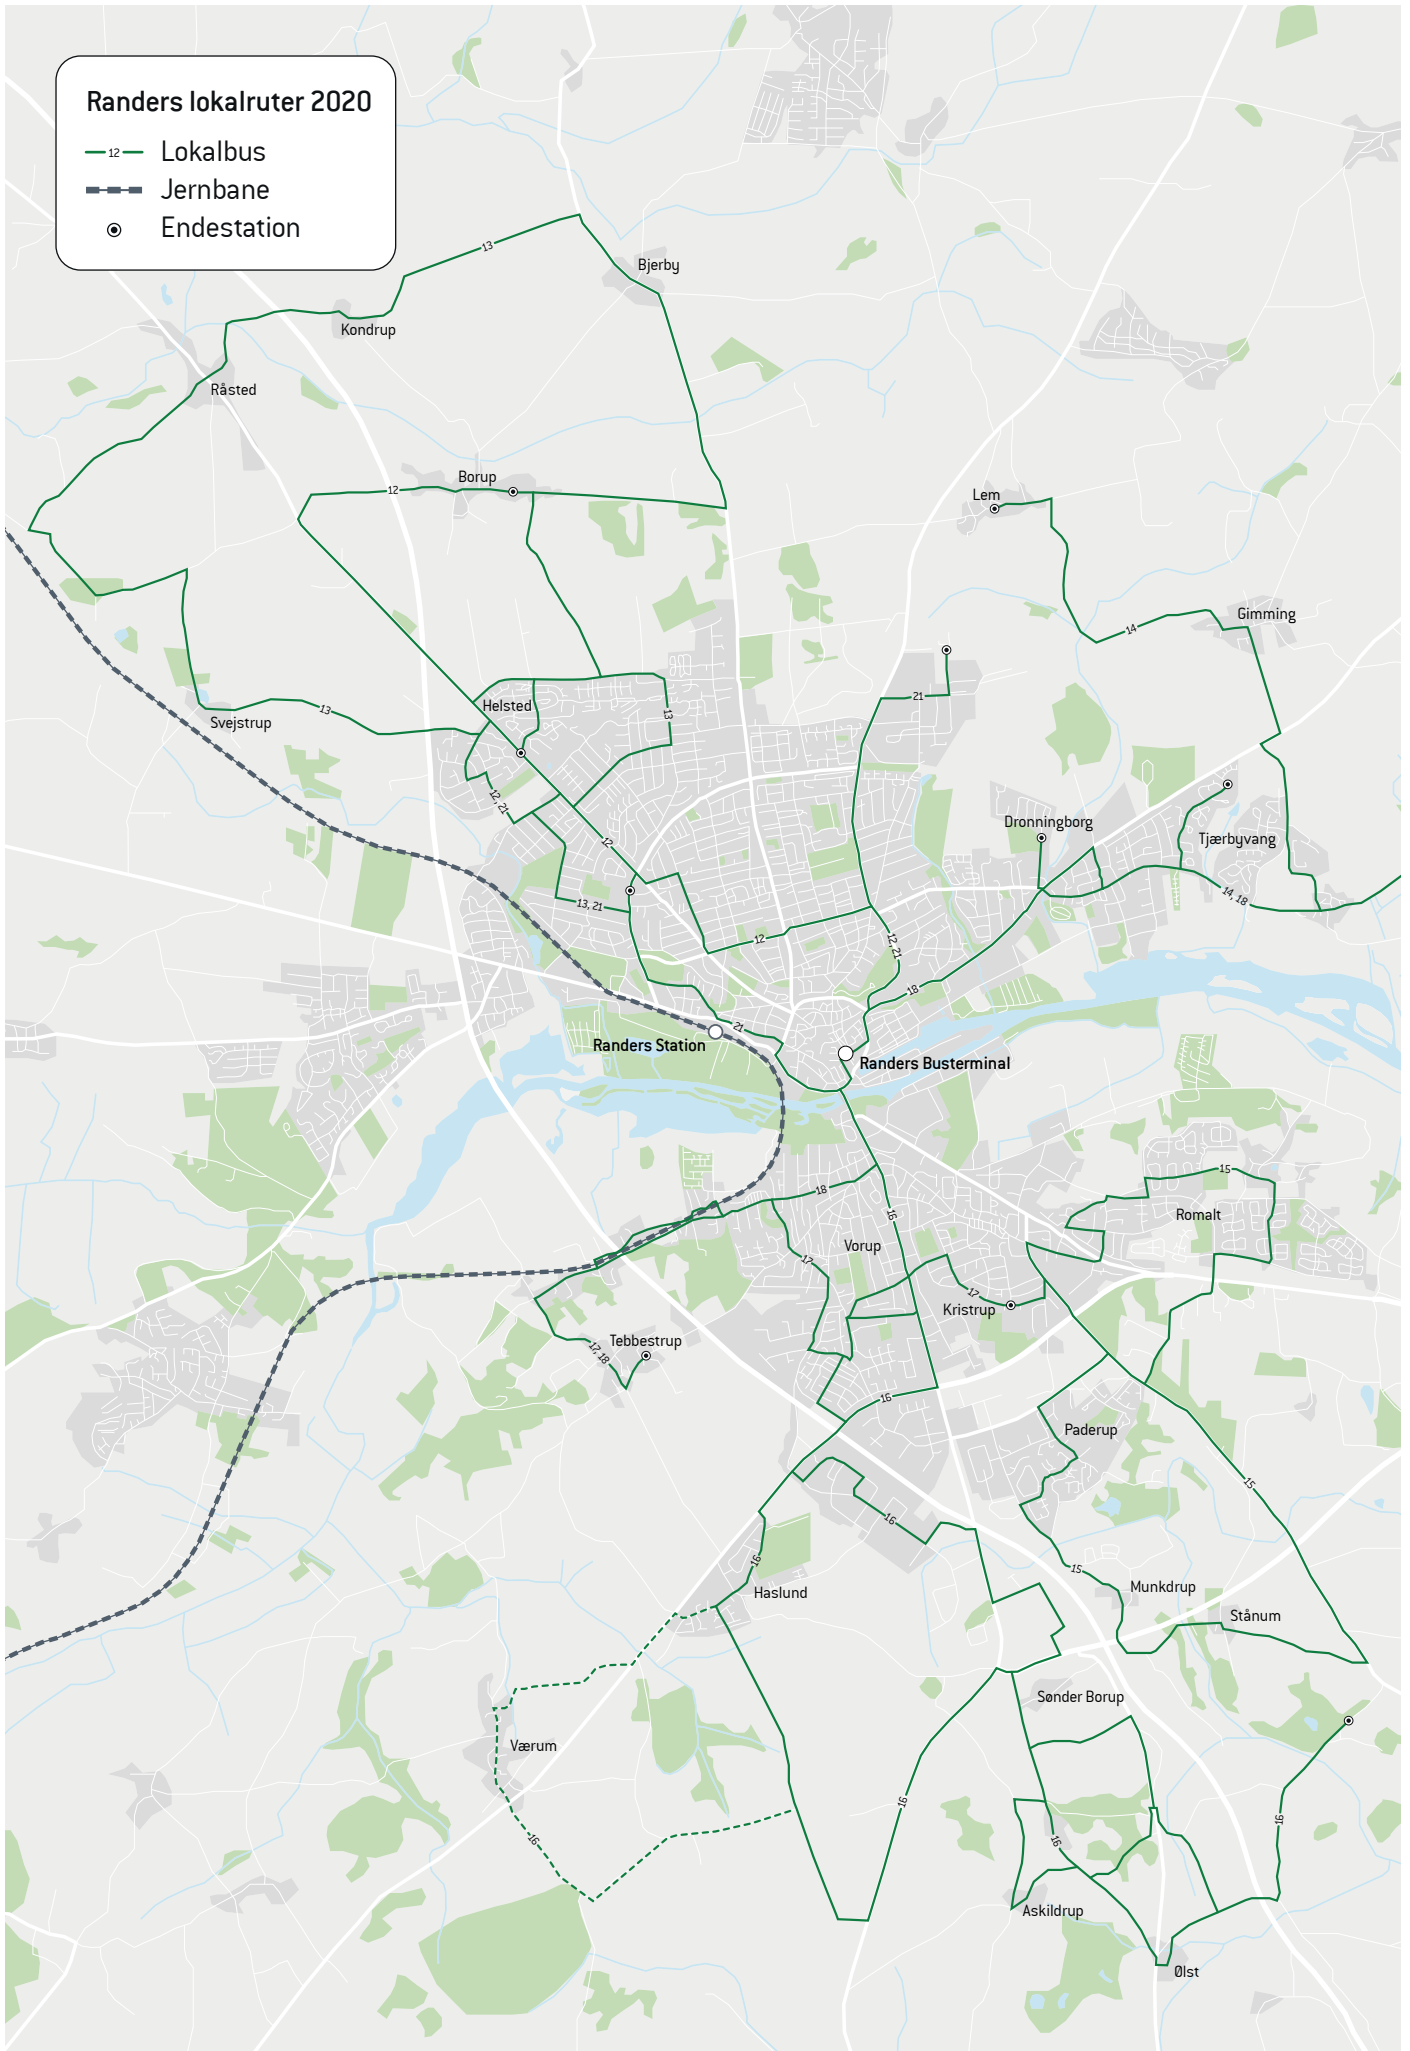 Randers lokalruter 2020
12 Lokalbus
Jernbane
Endestation
13
Bjerby
Kondrup
Råsted
Borup
12
Lem
Gimming
14
21
Helsted
13
13
Svejstrup
12, 21
12
Dronningborg
Tjærbyvang
14, 18
13, 21
12
12, 21
18
21
Randers Station
Randers Busterminal
15
18
16
Romalt
Vorup
17
17
Kristrup
Tebbestrup
17, 18
16
Paderup
15
16
16
15
Haslund
Munkdrup
Stånum
Sønder Borup
Værum
16
16
16
16
Askildrup
Ølst